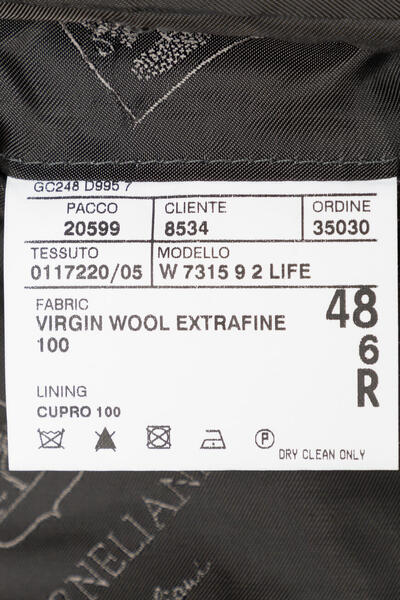 GC248 D995 7
PACCO CLIENTE ORDINE
20599 8534 35030
TESSUTO MODELLO
0117220/05 W 7315 9 2 LIFE
FABRIC
VIRGIN WOOL EXTRAFINE
100
48
6
R
LINING
CUPRO 100
P
DRY CLEAN ONLY